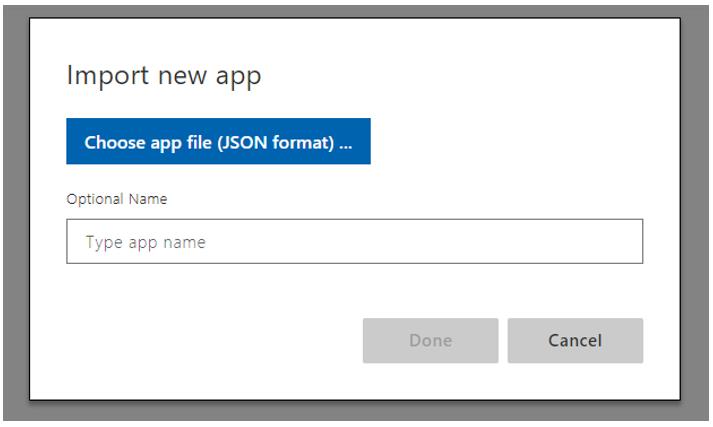 Import new app
Choose app file (JSON format) ...
Optional Name
Type app name
Done
Cancel